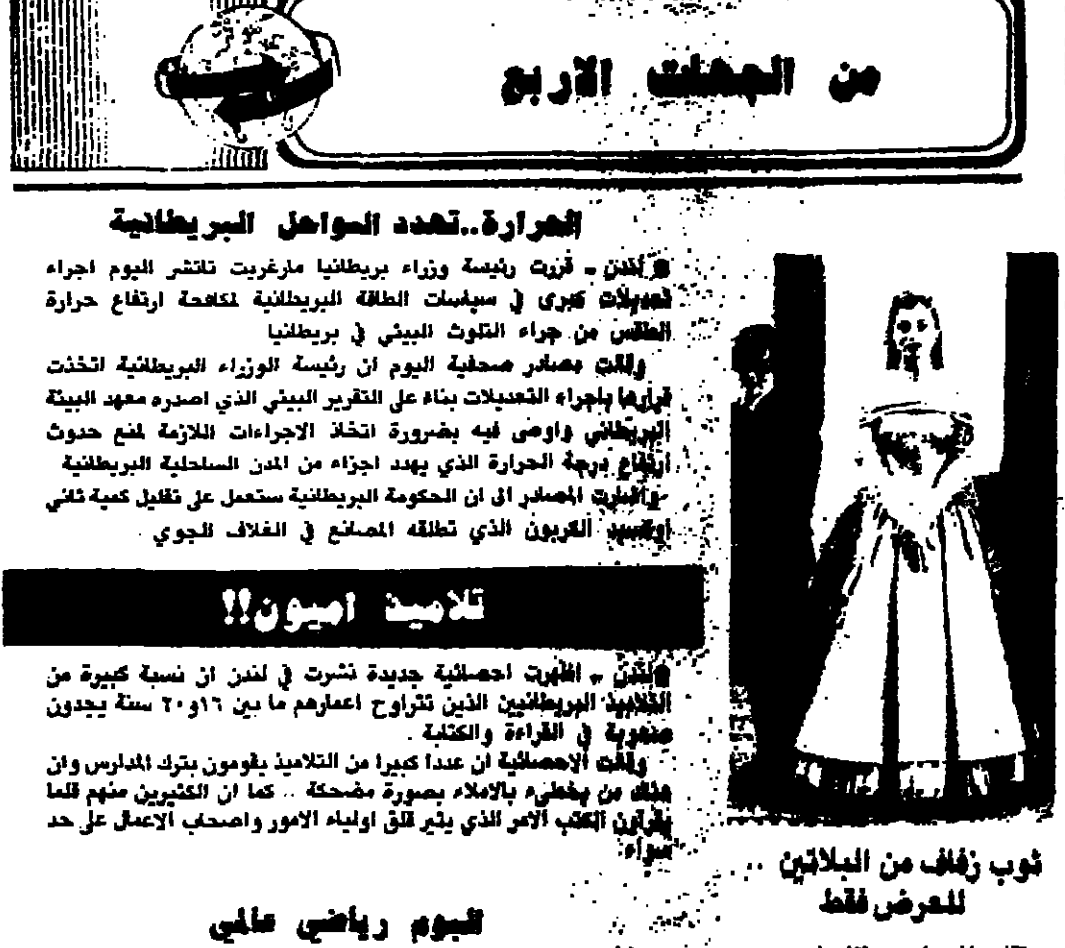 من الجهات الاربع
الحرارة..تهدد السواحل البريطانية
لندن - قررت رئيسة وزراء بريطانيا مارغريت تاتشر اليوم اجراء
تعديلات كبرى في سياسات الطاقة البريطانية لمكافحة ارتفاع حرارة
الطقس من جراء التلوث البيئي في بريطانيا
وقالت مصادر صحفية اليوم ان رئيسة الوزراء البريطانية اتخذت
قرارها باجراء التعديلات بناء على التقرير البيئي الذي اصدره معهد البيئة
البريطاني واوصى فيه بضرورة اتخاذ الاجراءات اللازمة لمنع حدوث
ارتفاع درجة الحرارة الذي يهدد اجزاء من المدن الساحلية البريطانية
واشارت المصادر الى ان الحكومة البريطانية ستعمل على تقليل كمية ثاني
اوكسيد الكربون الذي تطلقه المصانع في الغلاف الجوي .
تلاميذ اميون!!
لندن - اظهرت احصائية جديدة نشرت في لندن ان نسبة كبيرة من
التلاميذ البريطانيين الذين تتراوح اعمارهم ما بين ١٦و٢٠ سنة يجدون
صعوبة في القراءة والكتابة .
وقالت الاحصائية ان عددا كبيرا من التلاميذ يقومون بترك المدارس وان
هناك من يخطىء بالاملاء بصورة مضحكة .. كما ان الكثيرين منهم قلما
يقرأون الكتب الامر الذي يثير قلق اولياء الامور واصحاب الاعمال على حد
سواء.
البوم رياضي عالمي
ثوب زفاف من البلاتين ..
للعرض فقط